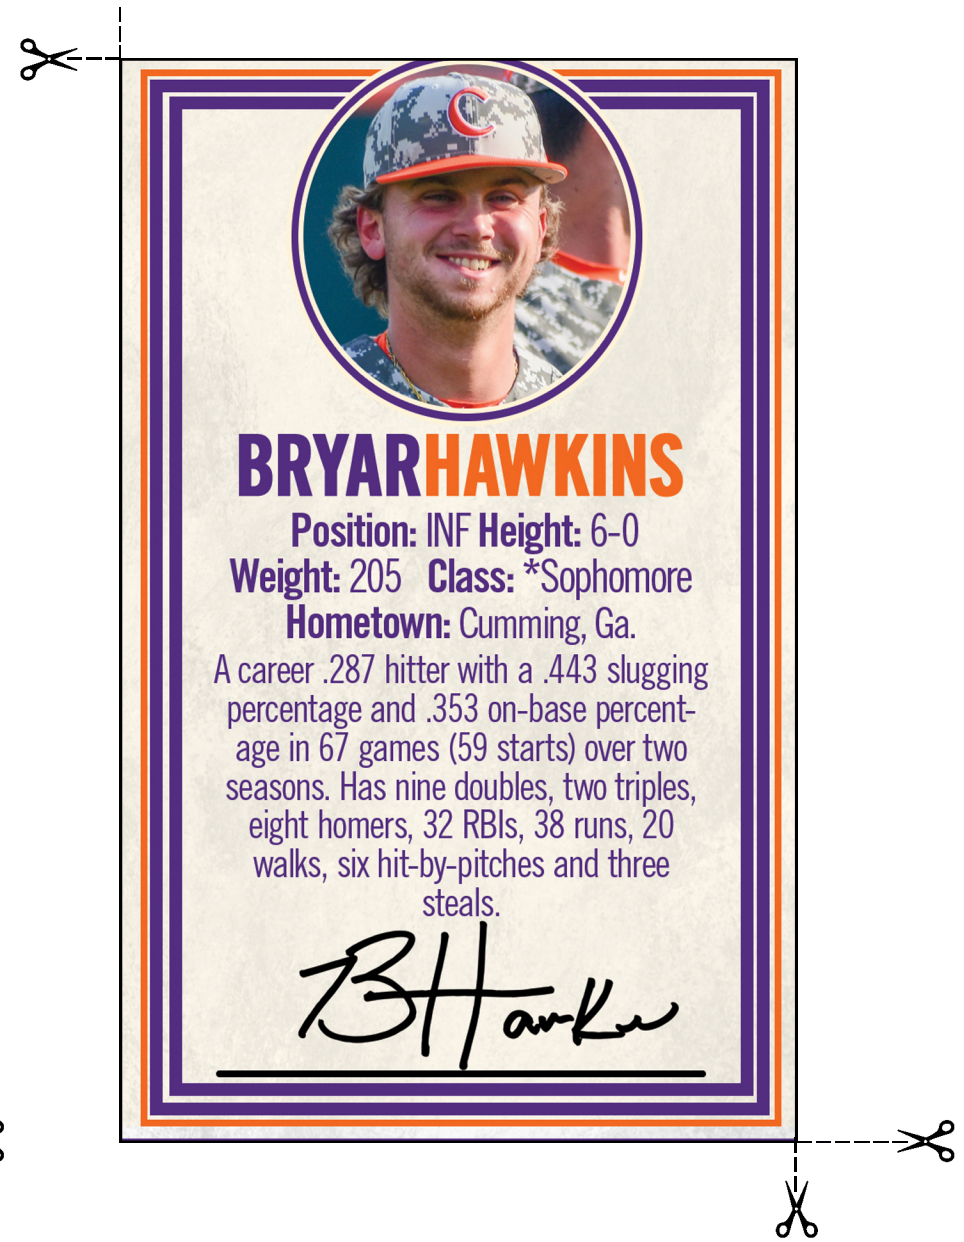 C
BRYARHAWKINS
Position: INF Height: 6-0
Weight: 205 Class: *Sophomore
Hometown: Cumming, Ga.
A career .287 hitter with a .443 slugging
percentage and .353 on-base percent-
age in 67 games (59 starts) over two
seasons. Has nine doubles, two triples,
eight homers, 32 RBIs, 38 runs, 20
walks, six hit-by-pitches and three
steals.